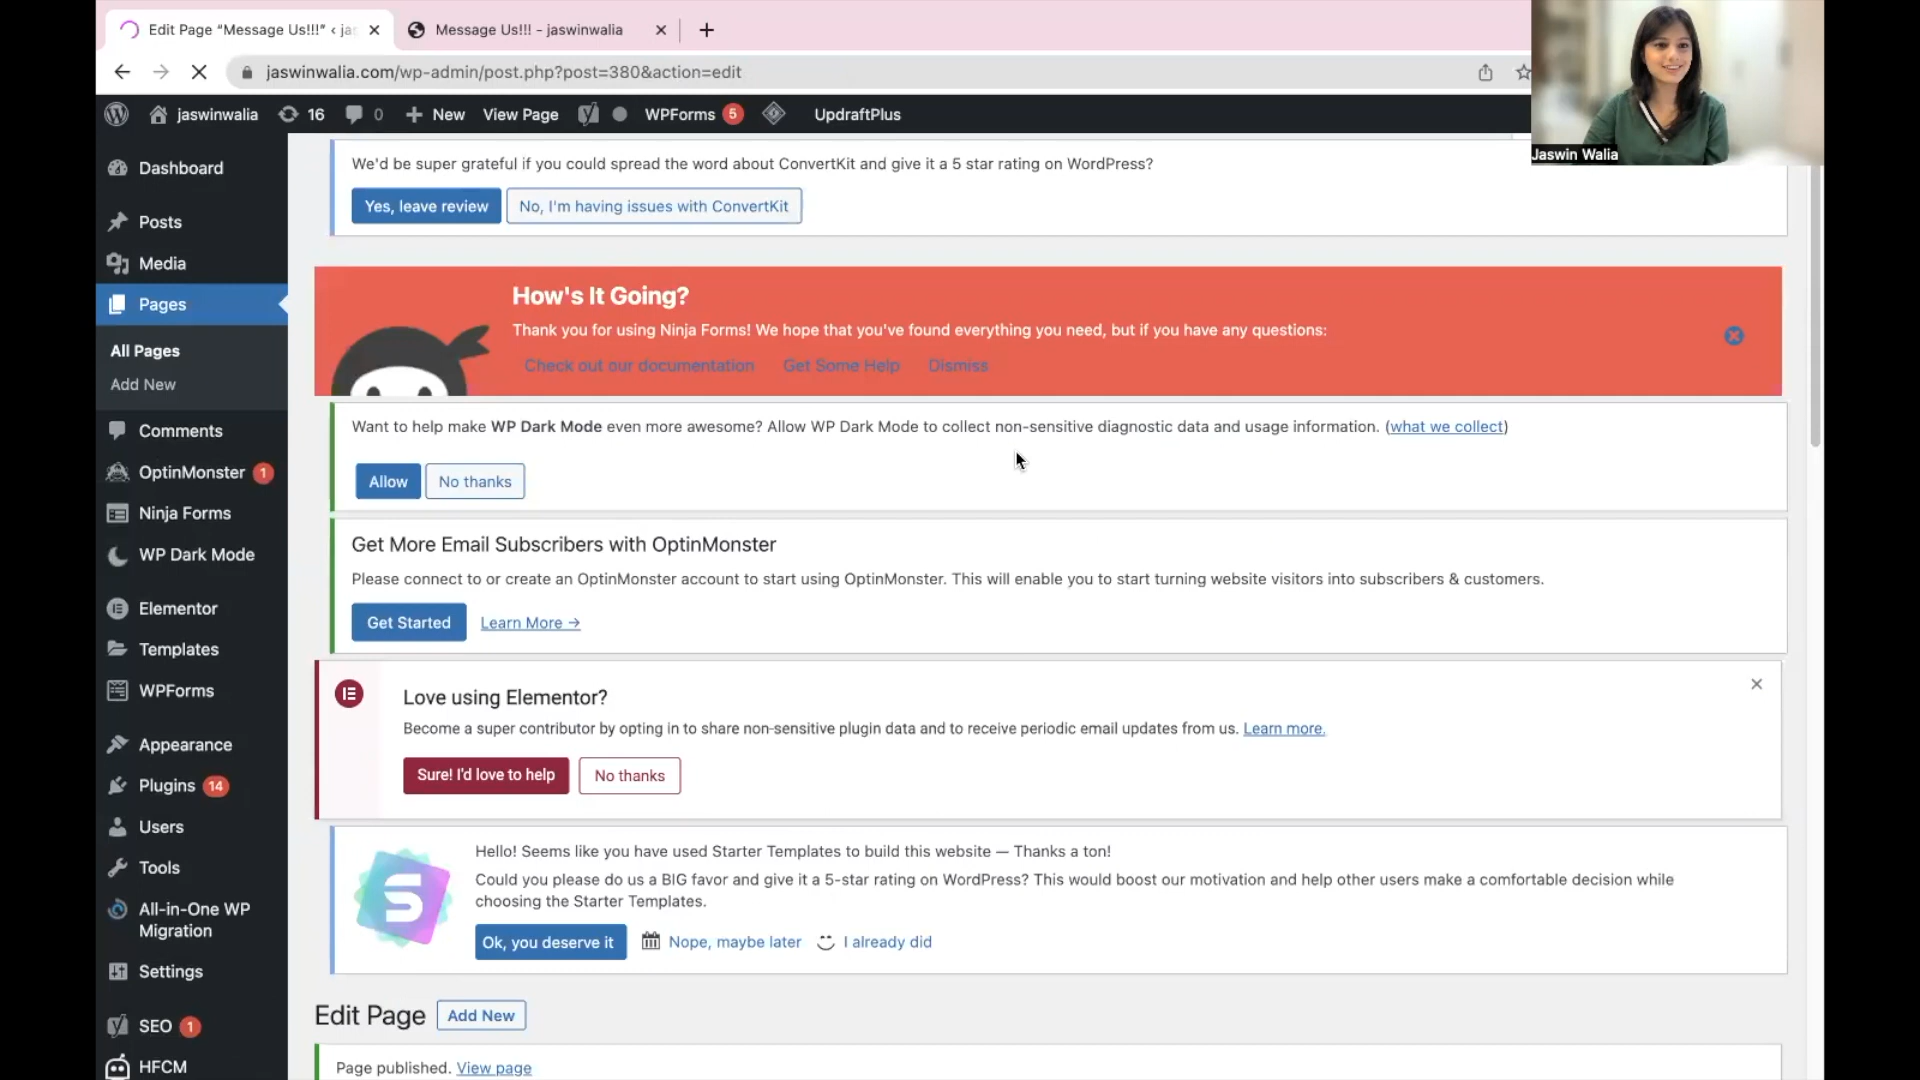 Edit Page “Message Us!!!” ‹ jas
Message Us!!! - jaswinwalia
jaswinwalia.com/wp-admin/post.php?post=380&action=edit
jaswinwalia
16
0
New
View Page
WPForms 5
UpdraftPlus
Jaswin Walia
Dashboard
Posts
Media
Pages
All Pages
Add New
Comments
OptinMonster 1
Ninja Forms
WP Dark Mode
Elementor
Templates
WPForms
Appearance
Plugins 14
Users
Tools
All-in-One WP
Migration
Settings
SEO 1
HFCM
We'd be super grateful if you could spread the word about ConvertKit and give it a 5 star rating on WordPress?
Yes, leave review
No, I'm having issues with ConvertKit
How's It Going?
Thank you for using Ninja Forms! We hope that you've found everything you need, but if you have any questions:
Check out our documentation Get Some Help Dismiss
Want to help make WP Dark Mode even more awesome? Allow WP Dark Mode to collect non-sensitive diagnostic data and usage information. (what we collect)
Allow
No thanks
Get More Email Subscribers with OptinMonster
Please connect to or create an OptinMonster account to start using OptinMonster. This will enable you to start turning website visitors into subscribers & customers.
Get Started
Learn More →
Love using Elementor?
Become a super contributor by opting in to share non-sensitive plugin data and to receive periodic email updates from us. Learn more.
Sure! I'd love to help
No thanks
Hello! Seems like you have used Starter Templates to build this website — Thanks a ton!
Could you please do us a BIG favor and give it a 5-star rating on WordPress? This would boost our motivation and help other users make a comfortable decision while
choosing the Starter Templates.
Ok, you deserve it
Nope, maybe later
I already did
Edit Page
Add New
Page published. View page